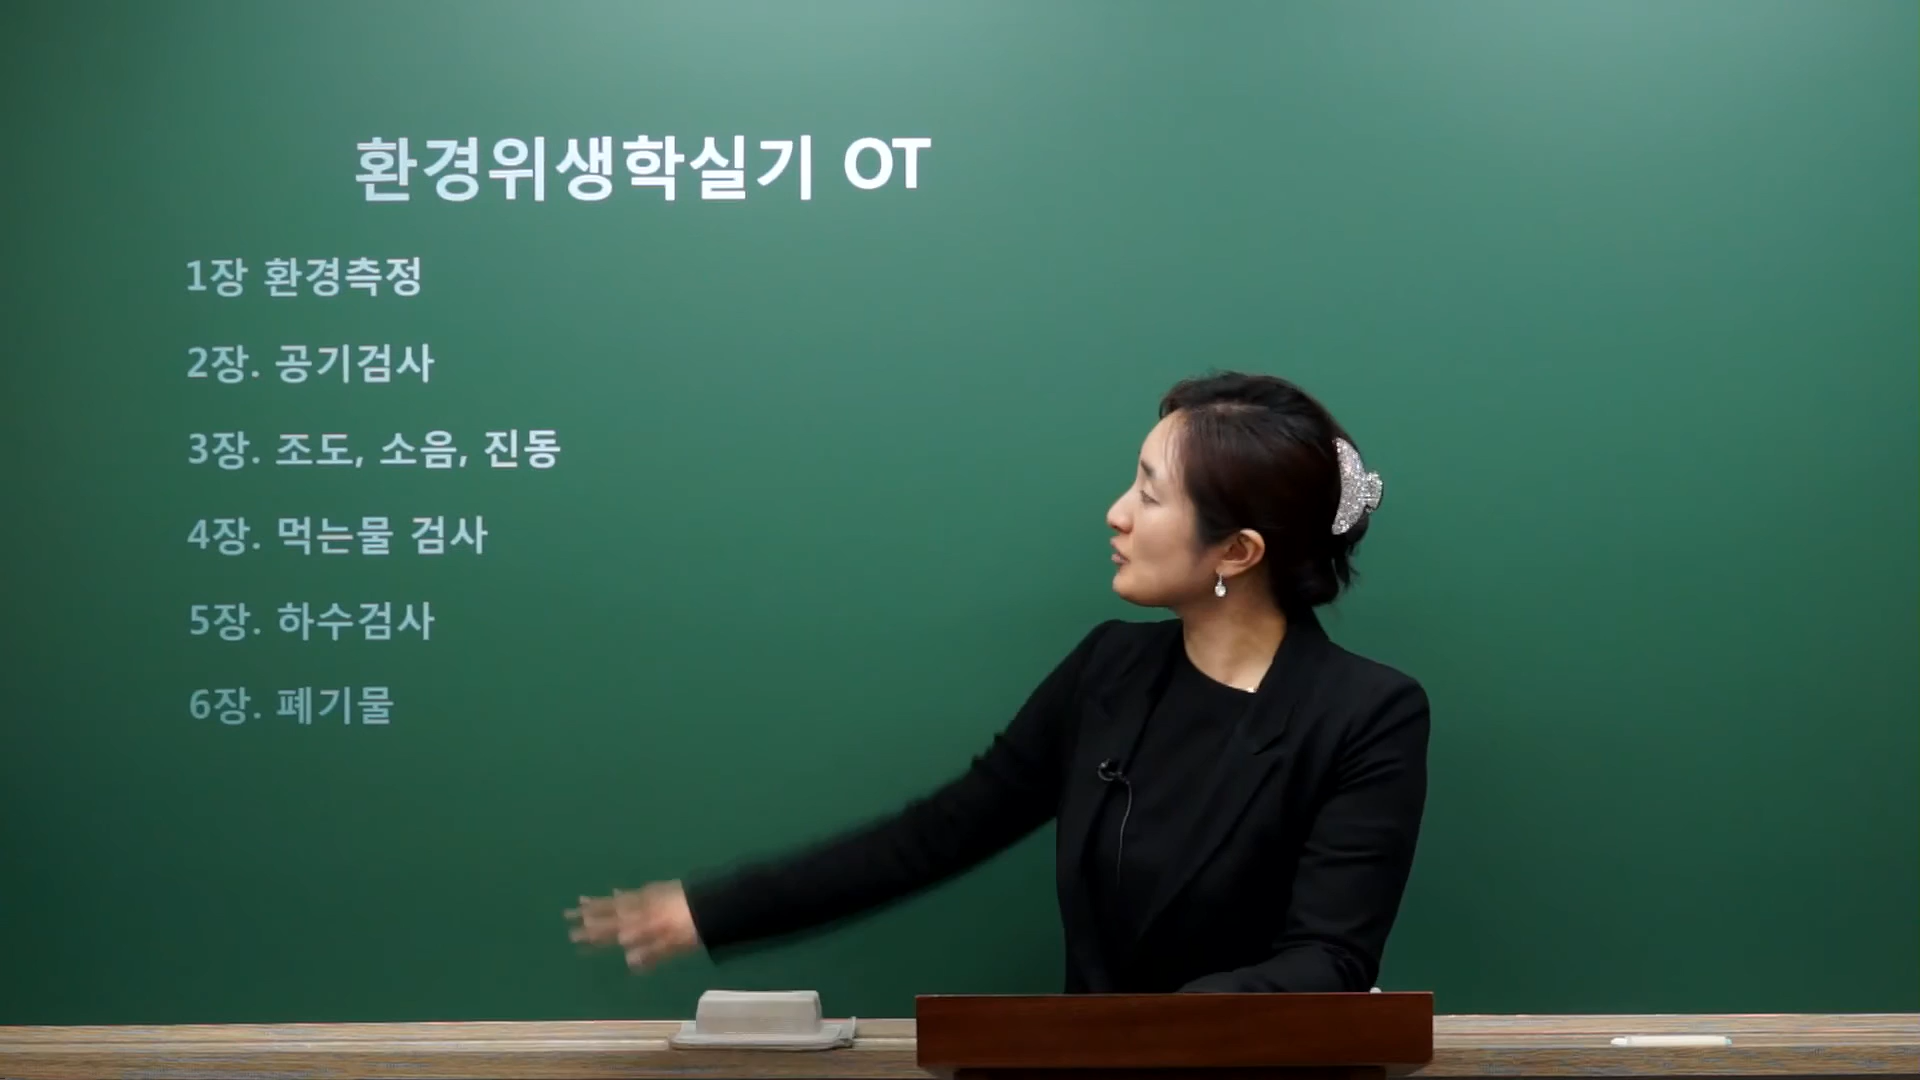 환경위생학실기 OT
1장 환경측정
2장. 공기검사
3장. 조도, 소음, 진동
4장. 먹는물 검사
5장. 하수검사
6장. 폐기물